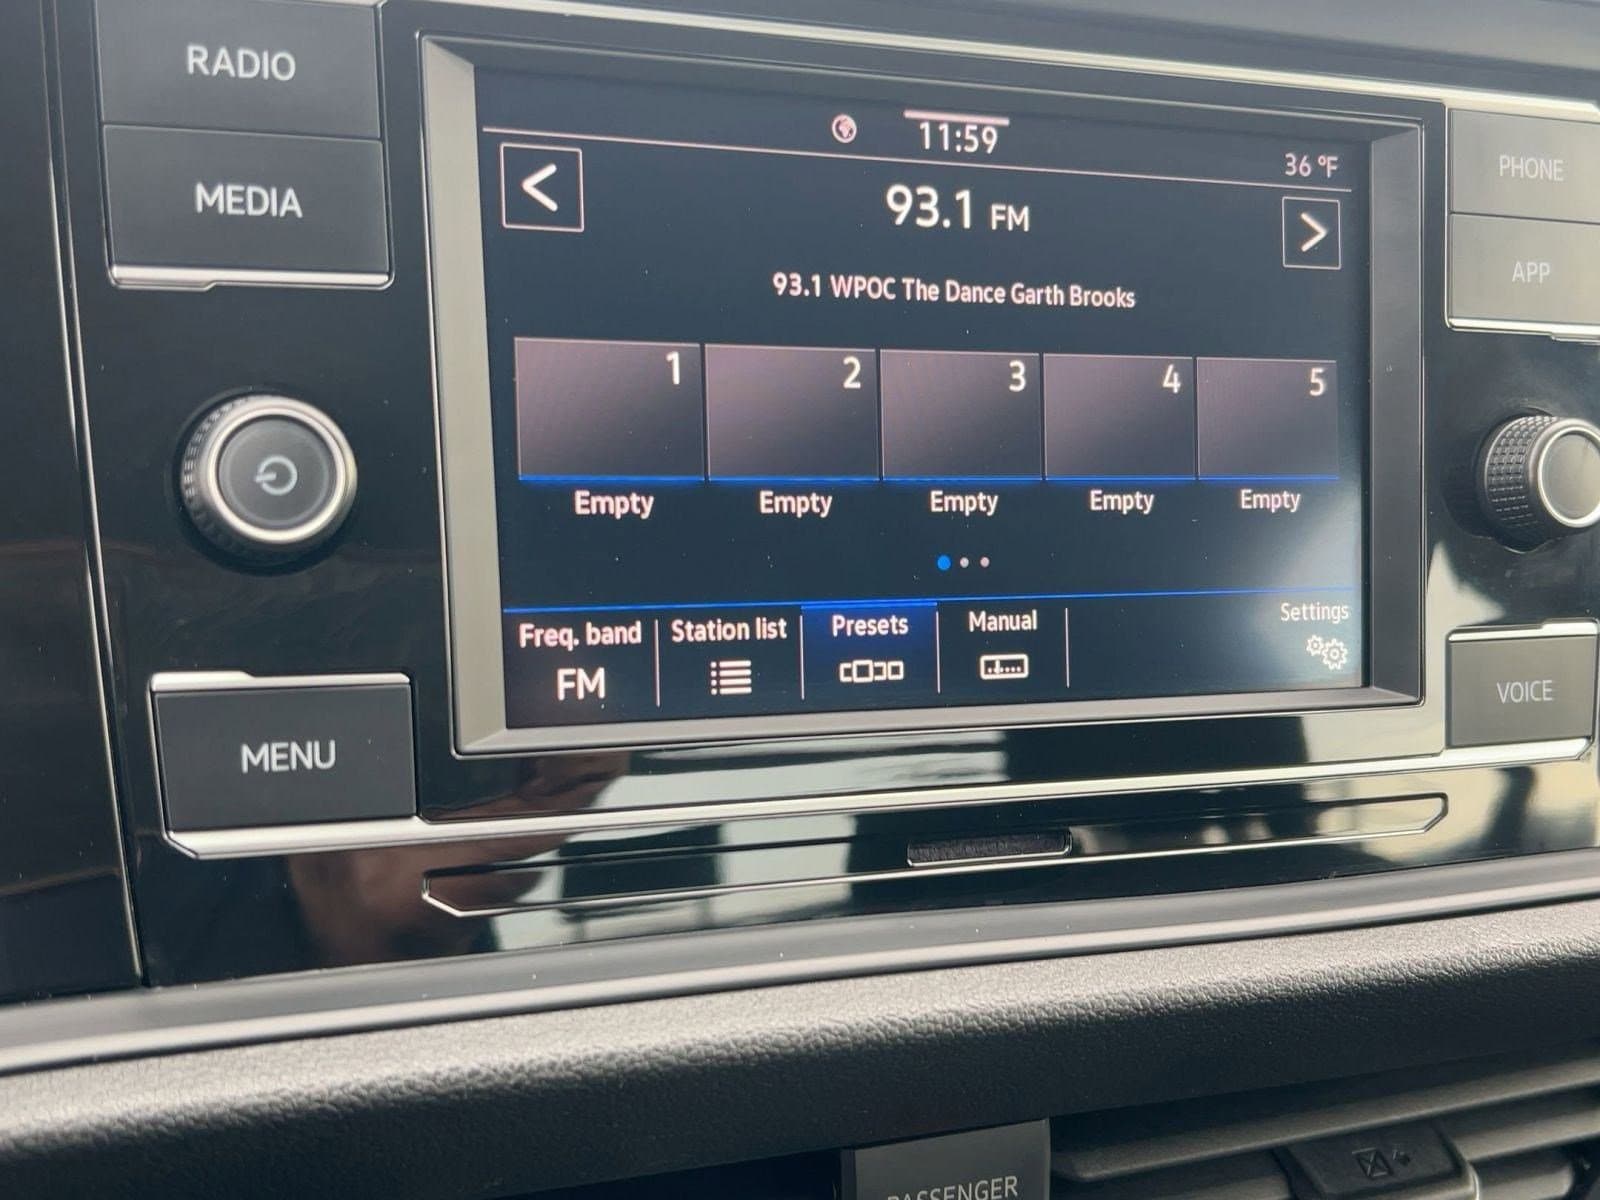 RADIO
MEDIA
MENU
11:59
36 °F
<
93.1 FM
>
93.1 WPOC The Dance Garth Brooks
1
2
3
4
5
Empty
Empty
Empty
Empty
Empty
Freq. band
FM
Station list
Presets
Manual
Settings
PHONE
APP
VOICE
PASSENGER